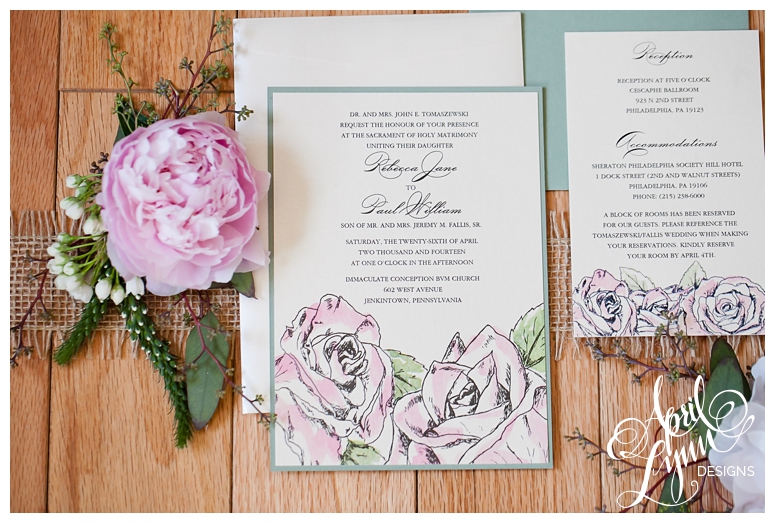 DR. AND MRS. JOHN E. TOMASZEWSKI
REQUEST THE HONOUR OF YOUR PRESENCE
AT THE SACRAMENT OF HOLY MATRIMONY
UNITING THEIR DAUGHTER
Rebecca Jane
TO
Paul William
SON OF MR. AND MRS. JEREMY M. FALLIS, SR.
SATURDAY, THE TWENTY-SIXTH OF APRIL
TWO THOUSAND AND FOURTEEN
AT ONE O'CLOCK IN THE AFTERNOON
IMMACULATE CONCEPTION BVM CHURCH
602 WEST AVENUE
JENKINTOWN, PENNSYLVANIA
Reception
RECEPTION AT FIVE O'CLOCK
CESCAPHE BALLROOM
923 N 2ND STREET
PHILADELPHIA, PA 19123
Accommodations
SHERATON PHILADELPHIA SOCIETY HILL HOTEL
1 DOCK STREET (2ND AND WALNUT STREETS)
PHILADELPHIA, PA 19106
PHONE: (215) 238-6000
A BLOCK OF ROOMS HAS BEEN RESERVED
FOR OUR GUESTS. PLEASE REFERENCE THE
TOMASZEWSKI/FALLIS WEDDING WHEN MAKING
YOUR RESERVATIONS. KINDLY RESERVE
YOUR ROOM BY APRIL 4TH.
April
Lynn
DESIGNS